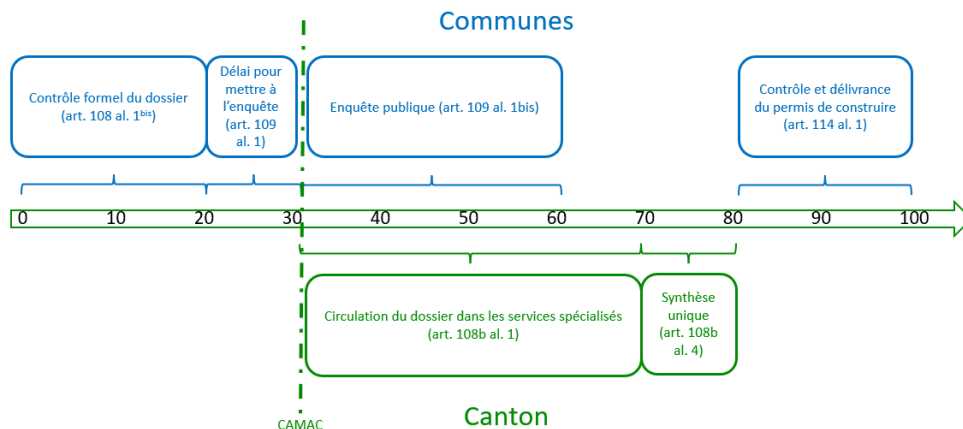 Communes
Contrôle formel du dossier
(art. 108 al. 1bis)
Délai pour
mettre à
l'enquête
(art. 109
al. 1)
Enquête publique (art. 109 al. 1bis)
Contrôle et délivrance
du permis de construire
(art. 114 al. 1)
0 10 20 30 40 50 60 70 80 90 100
Circulation du dossier dans les services spécialisés
(art. 108b al. 1)
Synthèse
unique
(art. 108b
al. 4)
CAMAC
Canton